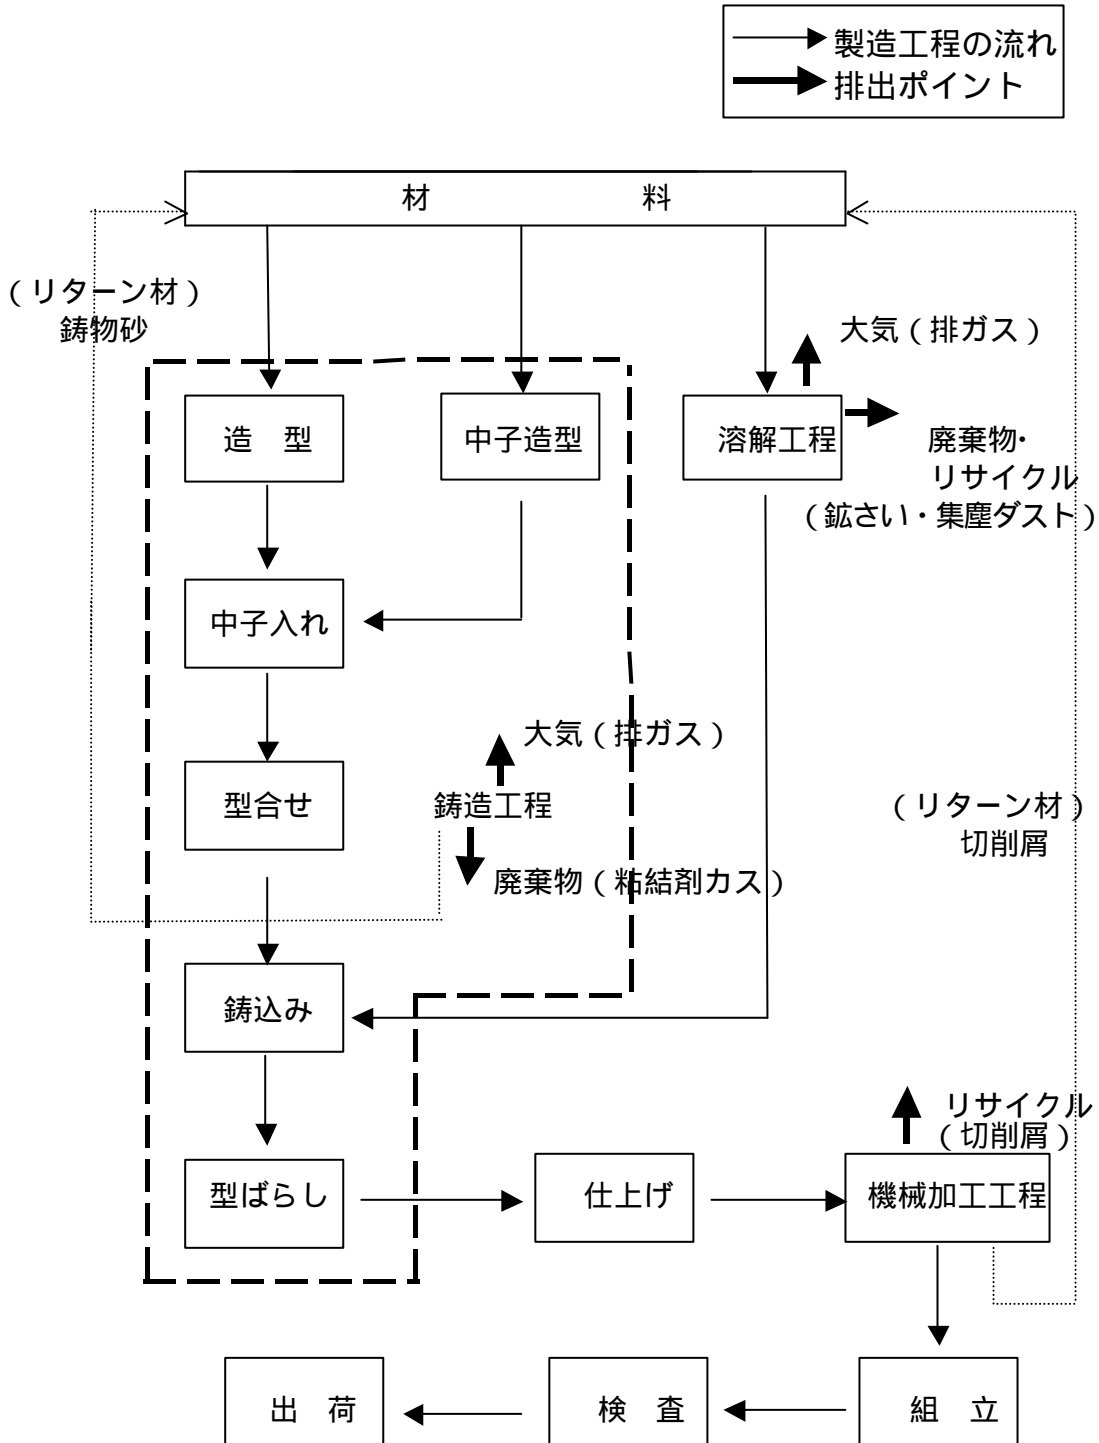 製造工程の流れ
排出ポイント
材 料
(リターン材)
鋳物砂
大気(排ガス)
造 型
中子造型
溶解工程
廃棄物・
リサイクル
(鉱さい・集塵ダスト)
中子入れ
大気(排ガス)
型合せ
鋳造工程
(リターン材)
切削屑
廃棄物(粘結剤カス)
鋳込み
リサイクル
(切削屑)
型ばらし
仕上げ
機械加工工程
出 荷
検 査
組 立